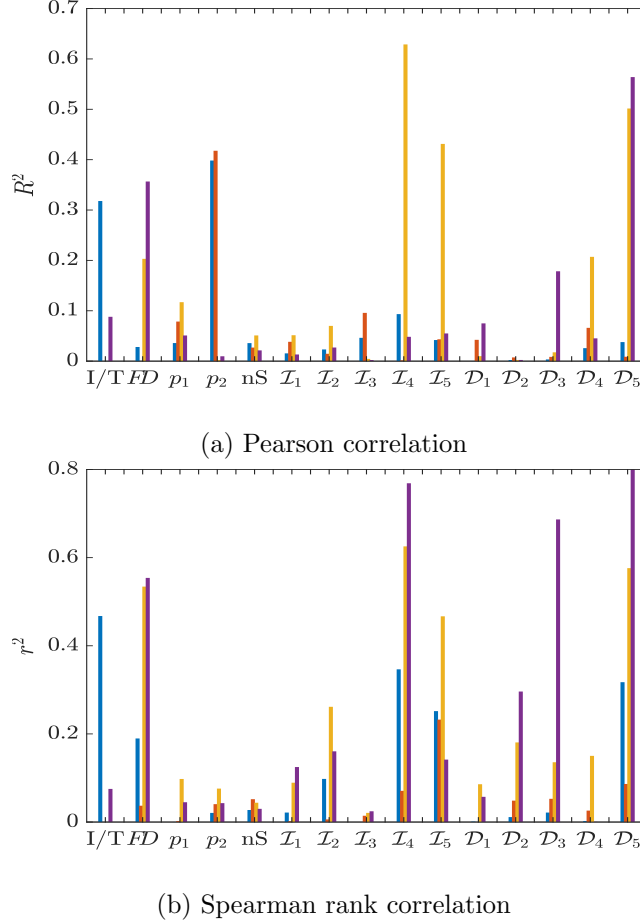 0.7
0.6
0.5
0.4
0.3
0.2
0.1
0
R²
I/T FD p₁ p₂ nS ℐ₁ ℐ₂ ℐ₃ ℐ₄ ℐ₅ 𝒟₁ 𝒟₂ 𝒟₃ 𝒟₄ 𝒟₅
(a) Pearson correlation
0.8
0.6
0.4
0.2
0
r²
I/T FD p₁ p₂ nS ℐ₁ ℐ₂ ℐ₃ ℐ₄ ℐ₅ 𝒟₁ 𝒟₂ 𝒟₃ 𝒟₄ 𝒟₅
(b) Spearman rank correlation